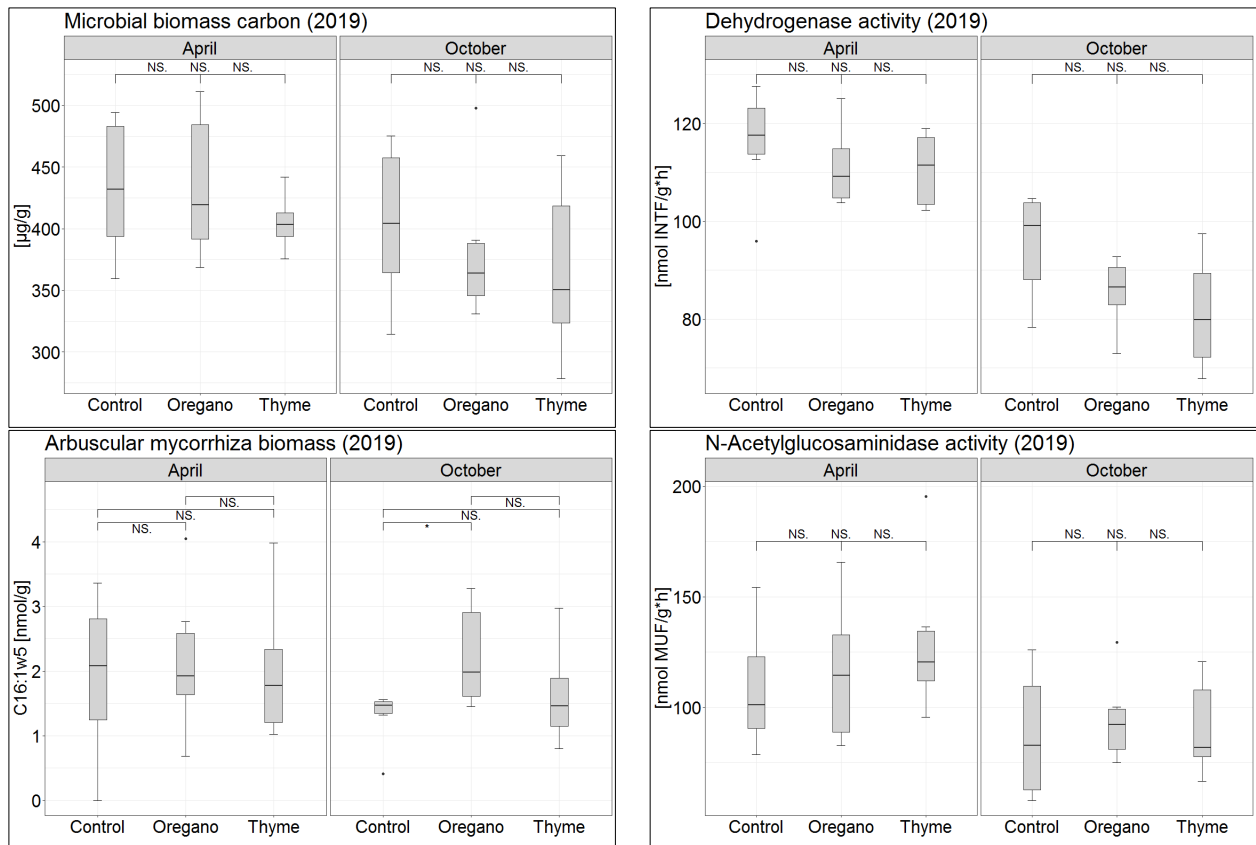 Microbial biomass carbon (2019)
April October
NS. NS. NS. NS. NS. NS.
[µg/g]
500
450
400
350
300
Control Oregano Thyme Control Oregano Thyme
Dehydrogenase activity (2019)
April October
NS. NS. NS. NS. NS. NS.
[nmol INTF/g*h]
120
100
80
Control Oregano Thyme Control Oregano Thyme
Arbuscular mycorrhiza biomass (2019)
April October
NS. NS.
NS. NS.
NS. *
C16:1w5 [nmol/g]
4
3
2
1
0
Control Oregano Thyme Control Oregano Thyme
N-Acetylglucosaminidase activity (2019)
April October
NS. NS. NS. NS. NS. NS.
[nmol MUF/g*h]
200
150
100
Control Oregano Thyme Control Oregano Thyme